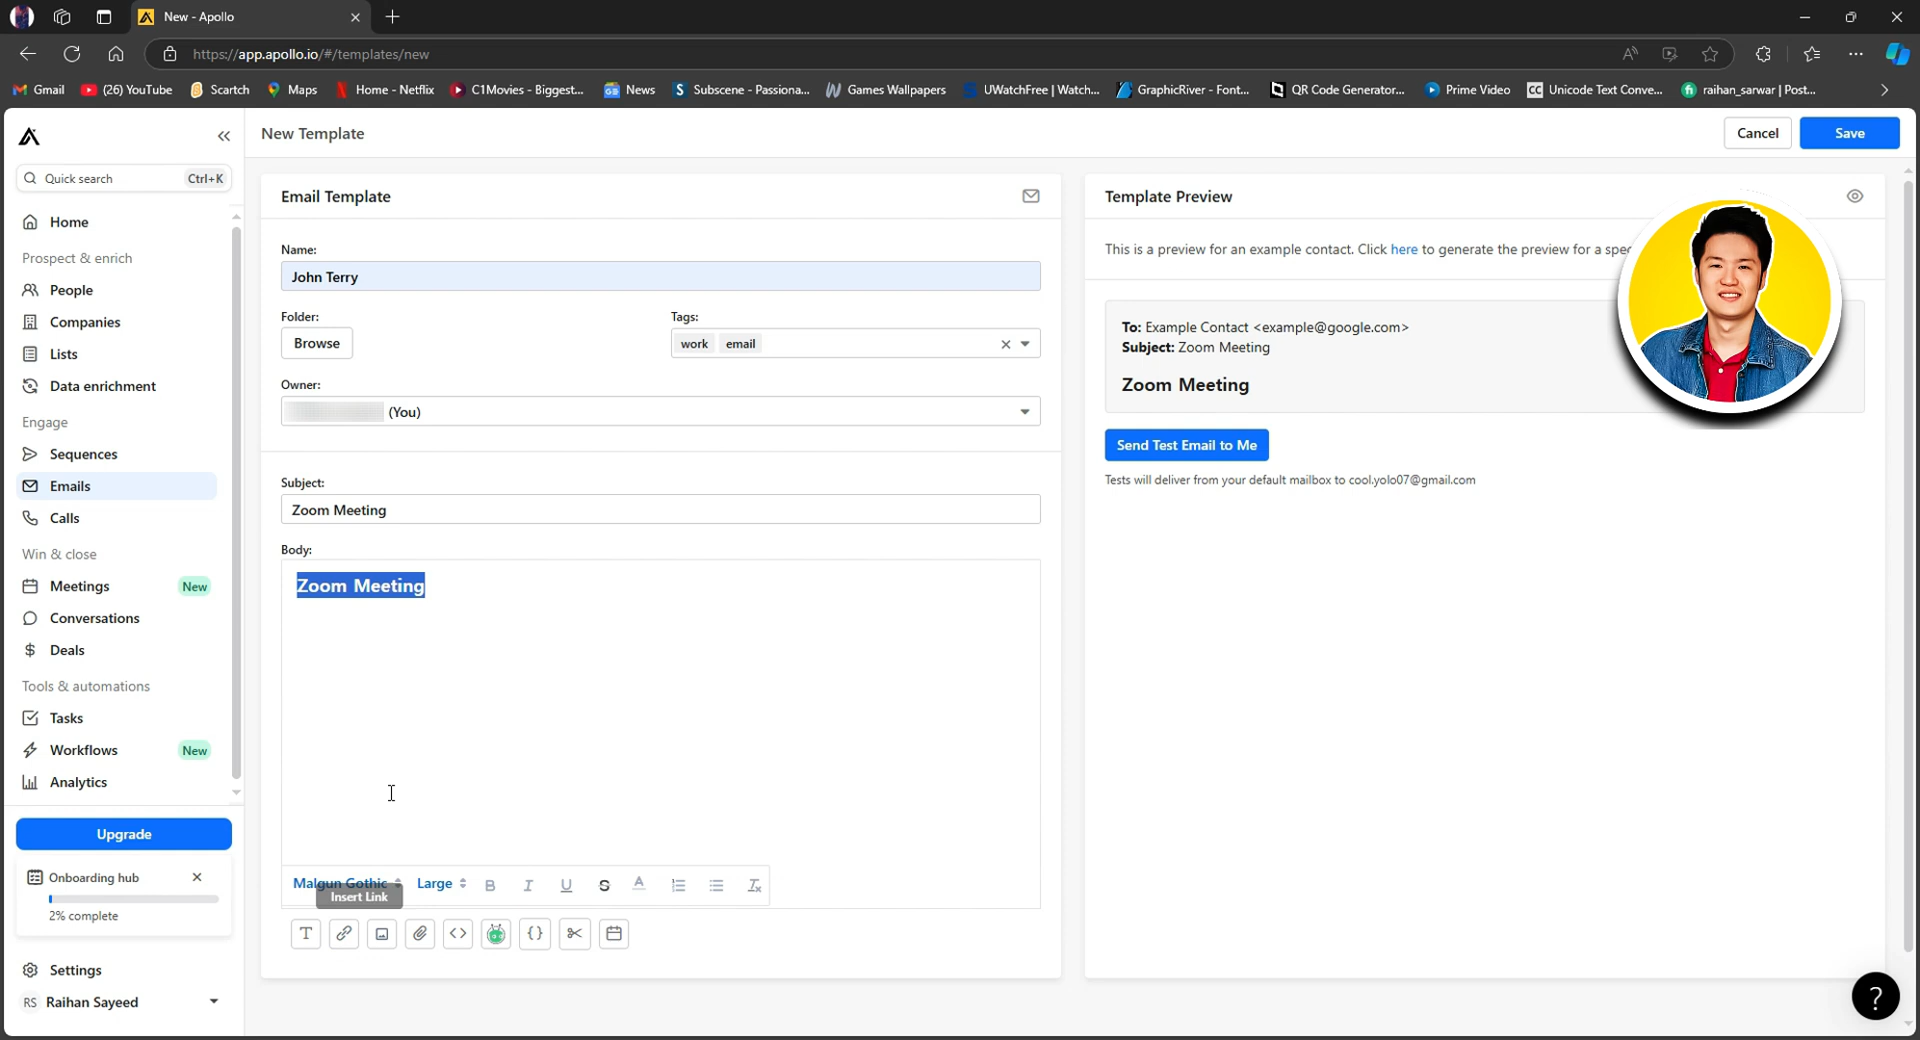 New - Apollo
https://app.apollo.io/#/templates/new
Gmail
(26) YouTube
Scartch
Maps
Home - Netflix
C1Movies - Biggest...
News
Subscene - Passiona...
Games Wallpapers
UWatchFree | Watch...
GraphicRiver - Font...
QR Code Generator...
Prime Video
Unicode Text Conve...
raihan_sarwar | Post...
New Template
Cancel
Save
Quick search
Ctrl+K
Home
Prospect & enrich
People
Companies
Lists
Data enrichment
Engage
Sequences
Emails
Calls
Win & close
Meetings
New
Conversations
Deals
Tools & automations
Tasks
Workflows
New
Analytics
Upgrade
Onboarding hub
2% complete
Settings
RS Raihan Sayeed
Email Template
Name:
John Terry
Folder:
Browse
Tags:
work
email
Owner:
(You)
Subject:
Zoom Meeting
Body:
Zoom Meeting
Malgun Gothic
Large
Insert Link
Template Preview
This is a preview for an example contact. Click here to generate the preview for a
To: Example Contact <example@google.com>
Subject: Zoom Meeting
Zoom Meeting
Send Test Email to Me
Tests will deliver from your default mailbox to cool.yolo07@gmail.com
?